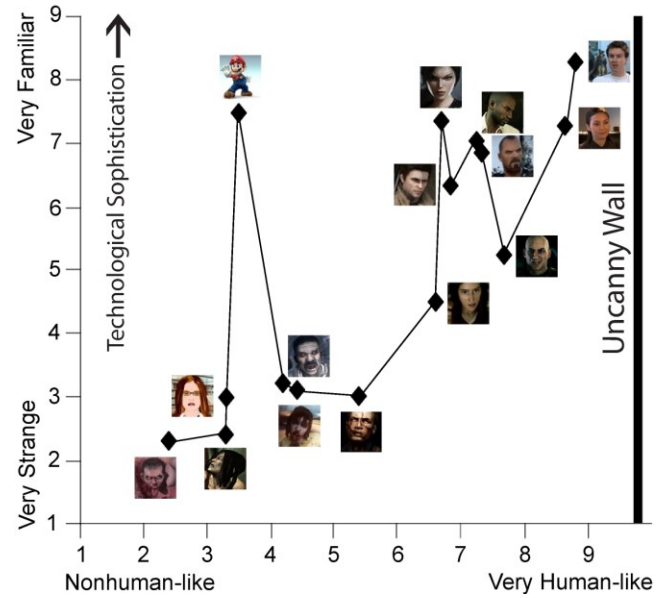 Very Familiar
Technological Sophistication
Very Strange
9
8
7
6
5
4
3
2
1
Uncanny Wall
1 2 3 4 5 6 7 8 9
Nonhuman-like Very Human-like